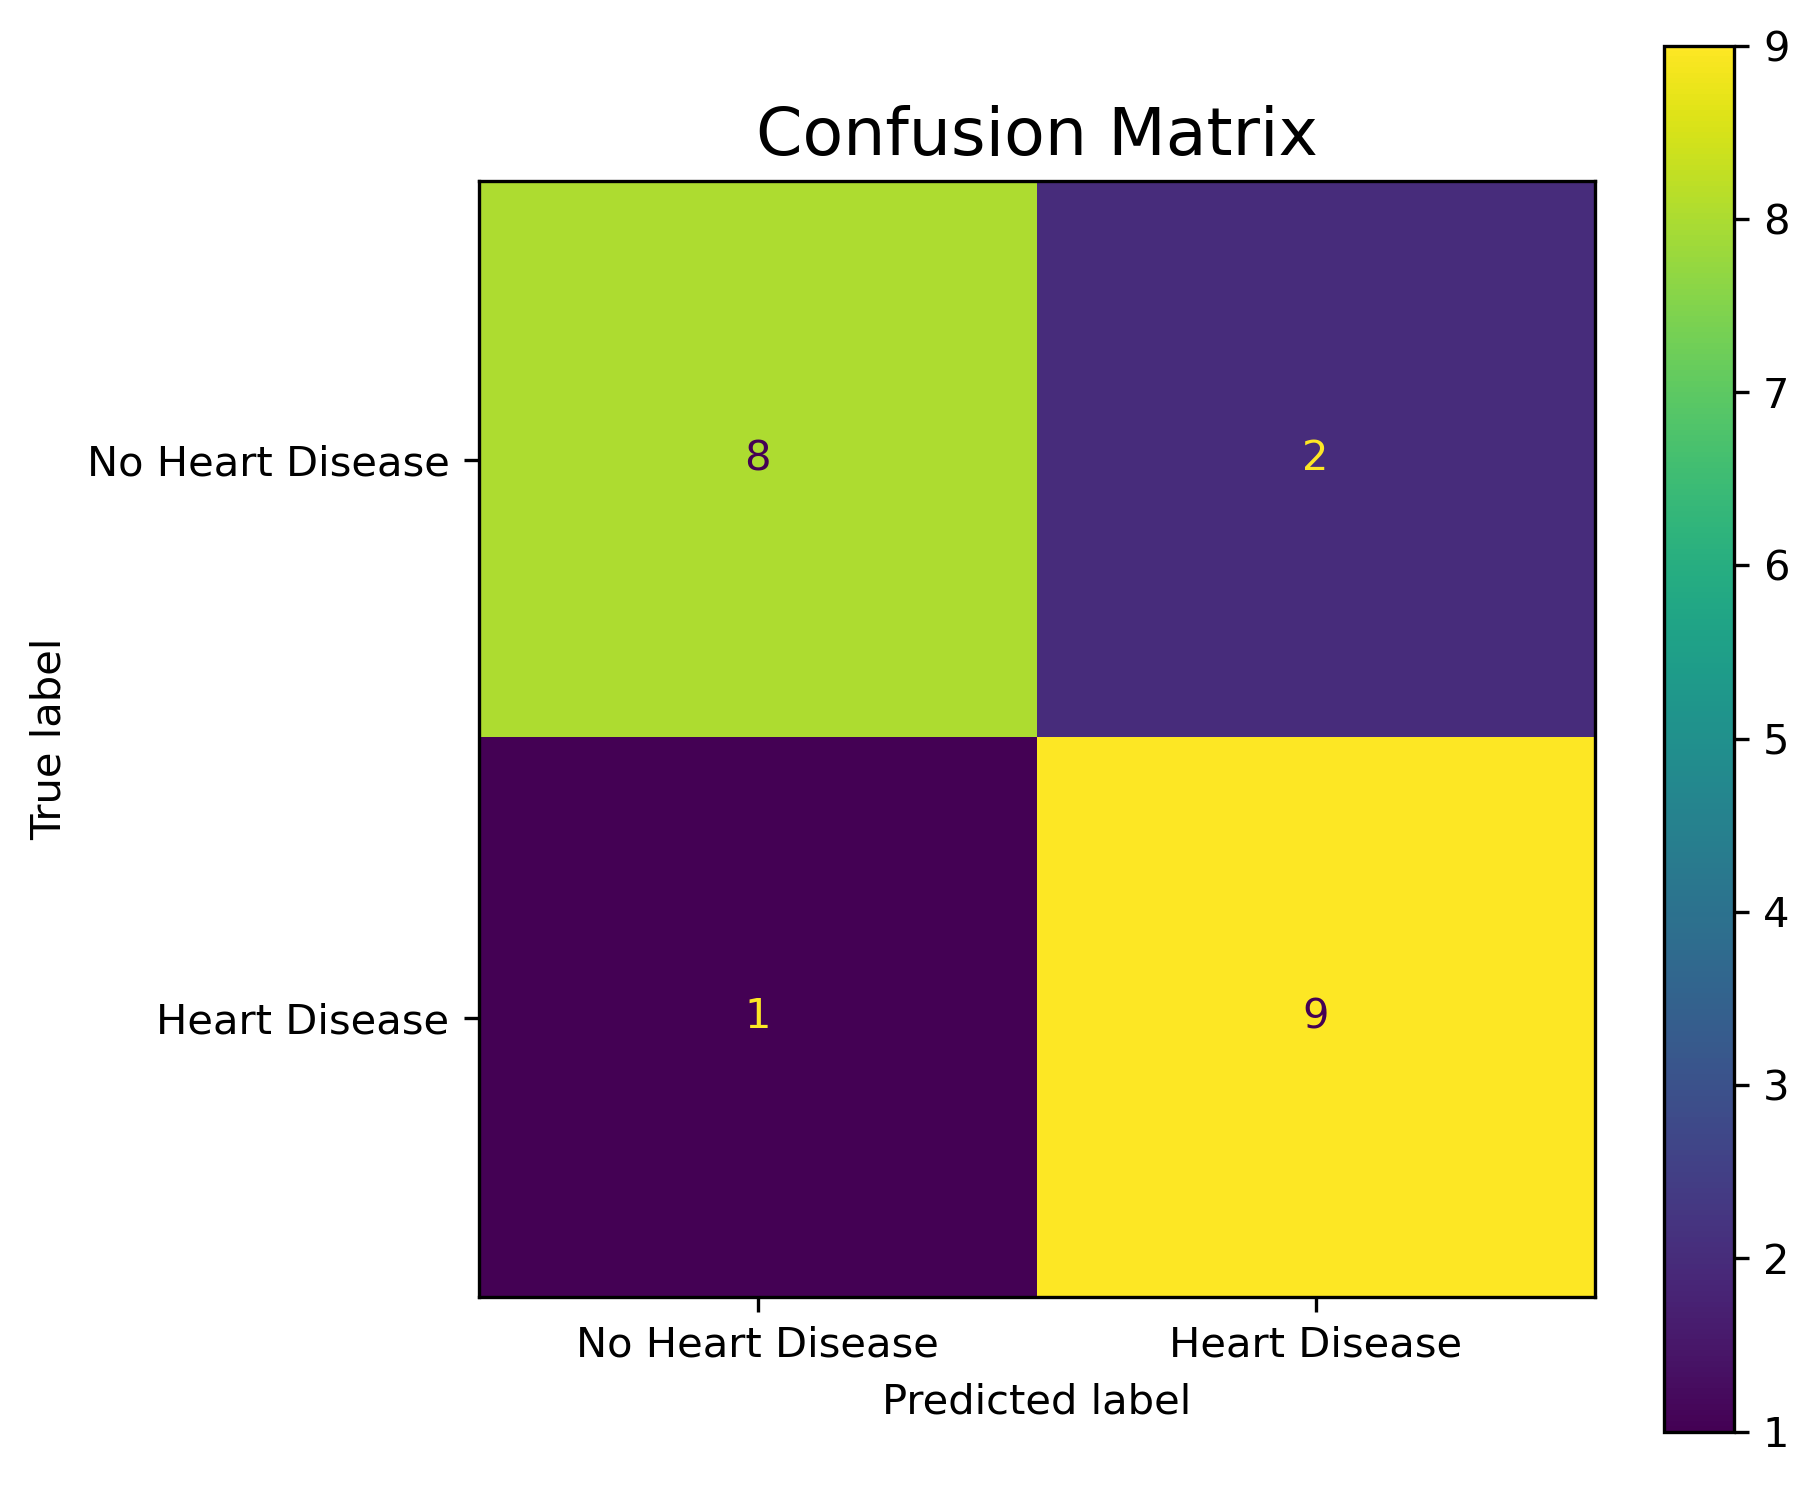 Confusion Matrix
9
8
7
6
5
4
3
2
1
True label
No Heart Disease
Heart Disease
8
2
1
9
No Heart Disease
Heart Disease
Predicted label